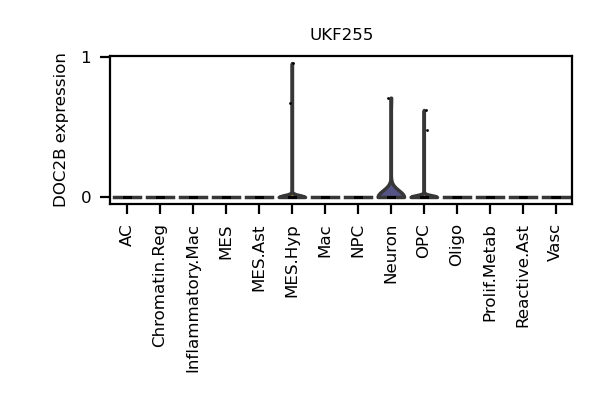 UKF255
DOC2B expression
1
0
AC
Chromatin.Reg
Inflammatory.Mac
MES
MES.Ast
MES.Hyp
Mac
NPC
Neuron
OPC
Oligo
Prolif.Metab
Reactive.Ast
Vasc